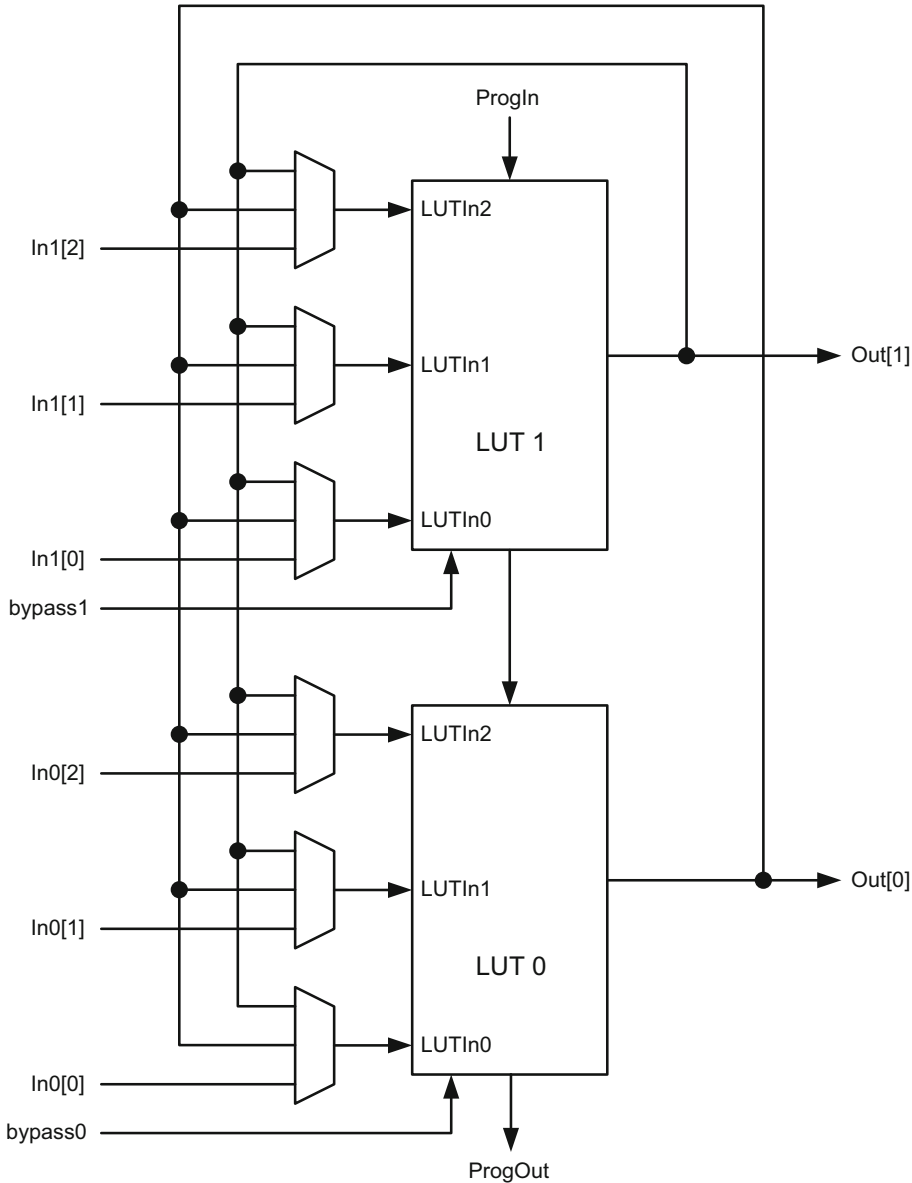 ProgIn
LUTIn2
In1[2]
LUTIn1
Out[1]
In1[1]
LUT 1
LUTIn0
In1[0]
bypass1
LUTIn2
In0[2]
LUTIn1
Out[0]
In0[1]
LUT 0
LUTIn0
In0[0]
bypass0
ProgOut